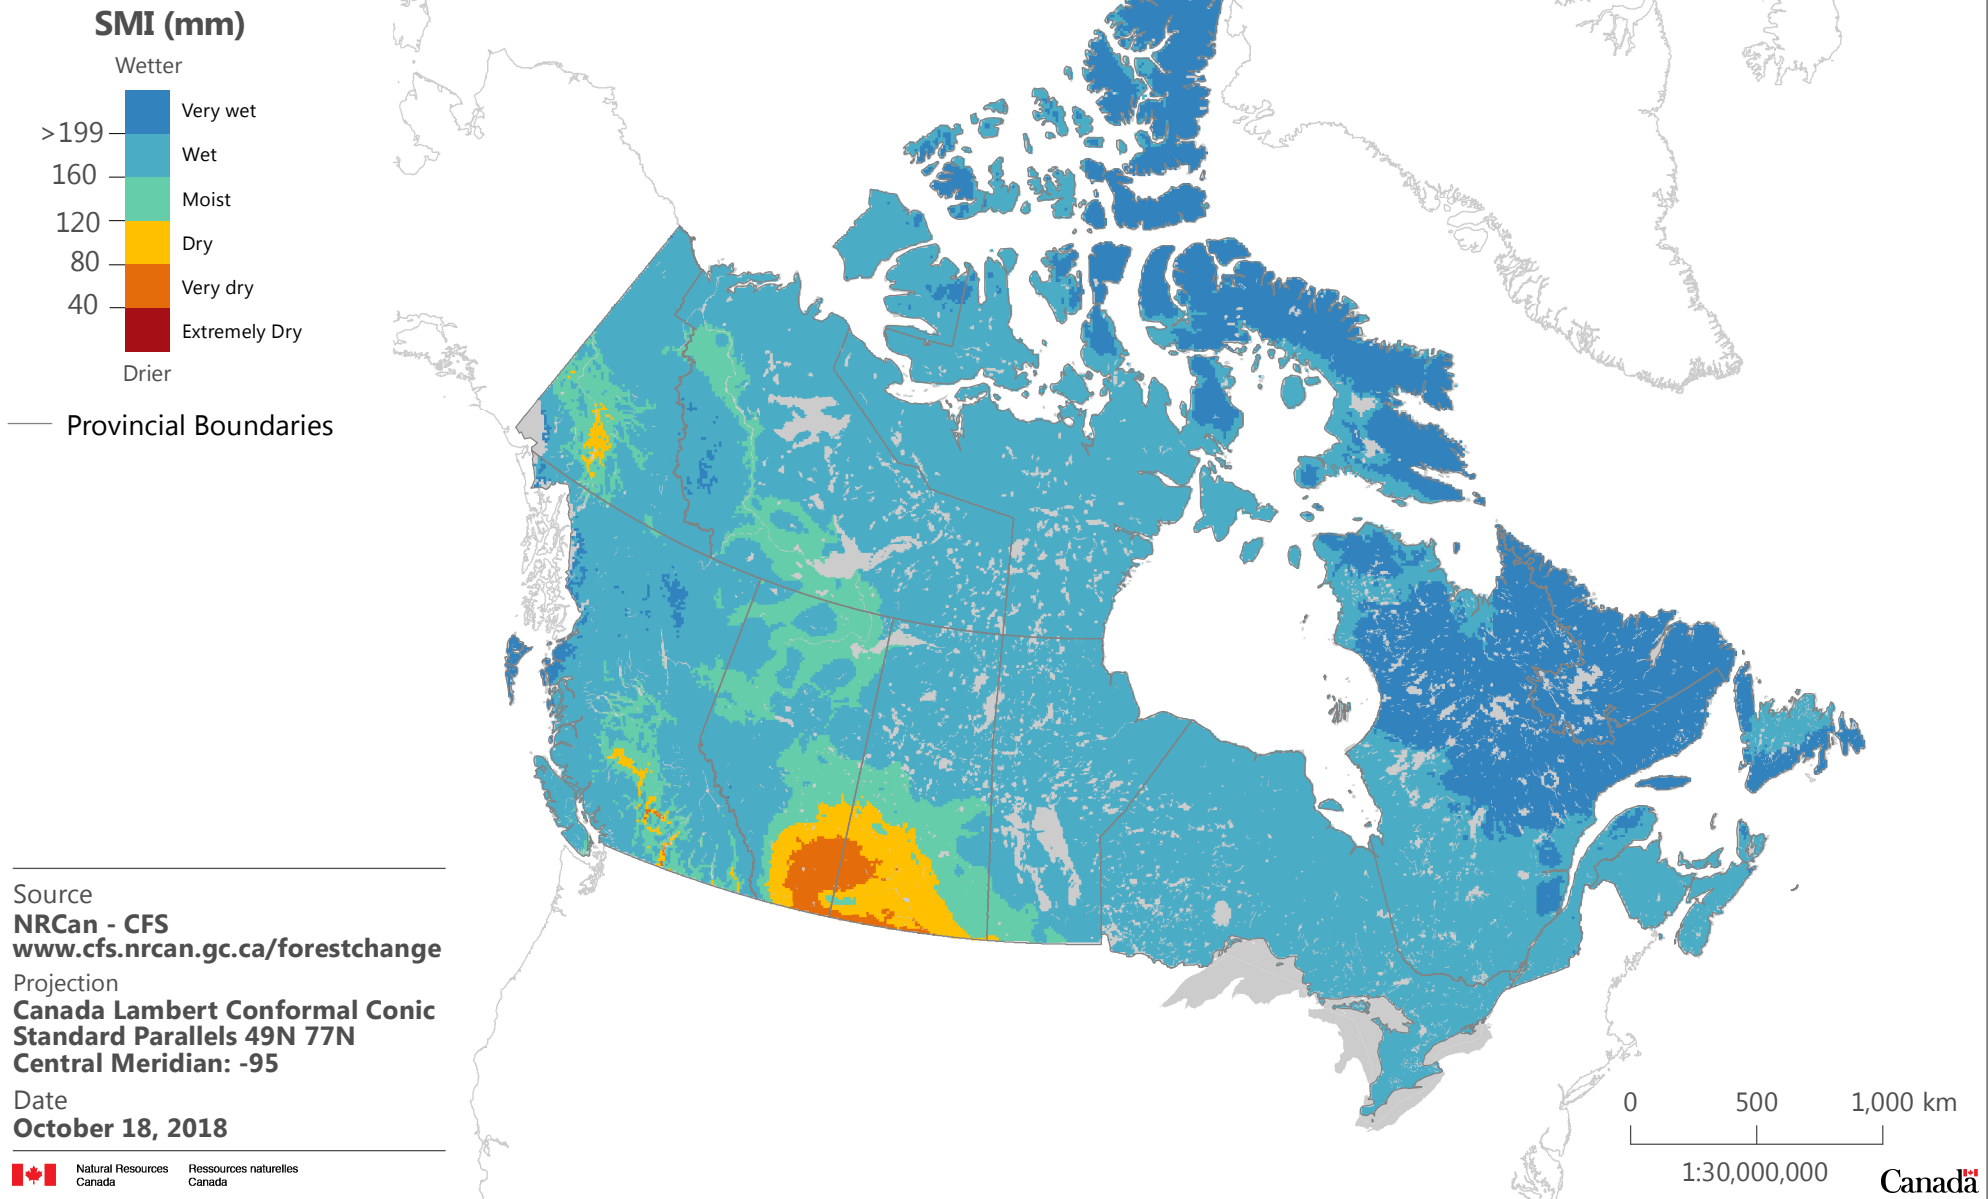 SMI (mm)
Wetter
Very wet
>199
Wet
160
Moist
120
Dry
80
Very dry
40
Extremely Dry
Drier
Provincial Boundaries
Source
NRCan - CFS
www.cfs.nrcan.gc.ca/forestchange
Projection
Canada Lambert Conformal Conic
Standard Parallels 49N 77N
Central Meridian: -95
Date
October 18, 2018
Natural Resources Ressources naturelles
Canada Canada
0 500 1,000 km
1:30,000,000
Canada